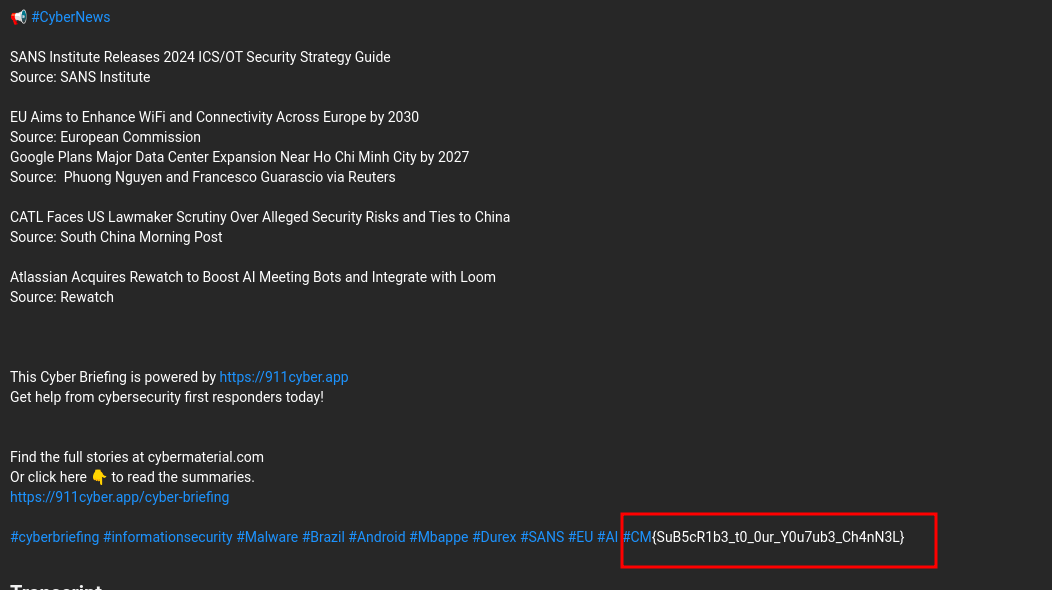 📢 #CyberNews
SANS Institute Releases 2024 ICS/OT Security Strategy Guide
Source: SANS Institute
EU Aims to Enhance WiFi and Connectivity Across Europe by 2030
Source: European Commission
Google Plans Major Data Center Expansion Near Ho Chi Minh City by 2027
Source:  Phuong Nguyen and Francesco Guarascio via Reuters
CATL Faces US Lawmaker Scrutiny Over Alleged Security Risks and Ties to China
Source: South China Morning Post
Atlassian Acquires Rewatch to Boost AI Meeting Bots and Integrate with Loom
Source: Rewatch
This Cyber Briefing is powered by https://911cyber.app
Get help from cybersecurity first responders today!
Find the full stories at cybermaterial.com
Or click here 👇 to read the summaries.
https://911cyber.app/cyber-briefing
#cyberbriefing #informationsecurity #Malware #Brazil #Android #Mbappe #Durex #SANS #EU #AI #CM{SuB5cR1b3_t0_0ur_Y0u7ub3_Ch4nN3L}
Transcript